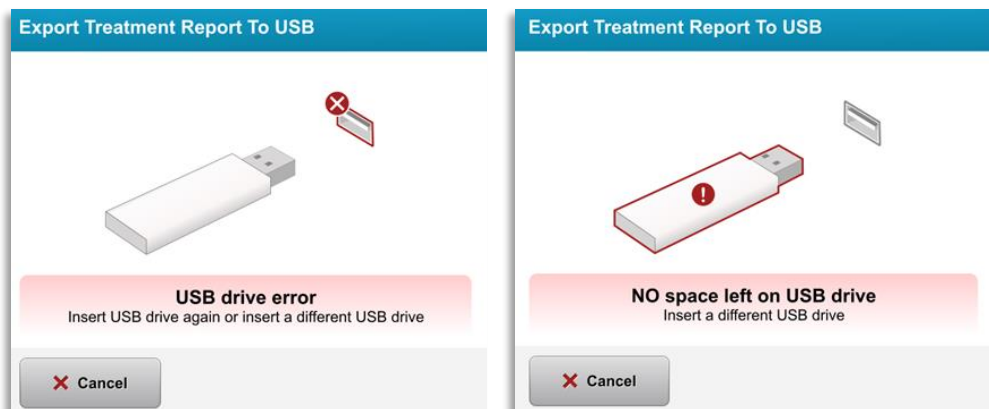 Export Treatment Report To USB
USB drive error
Insert USB drive again or insert a different USB drive
Cancel
Export Treatment Report To USB
NO space left on USB drive
Insert a different USB drive
Cancel